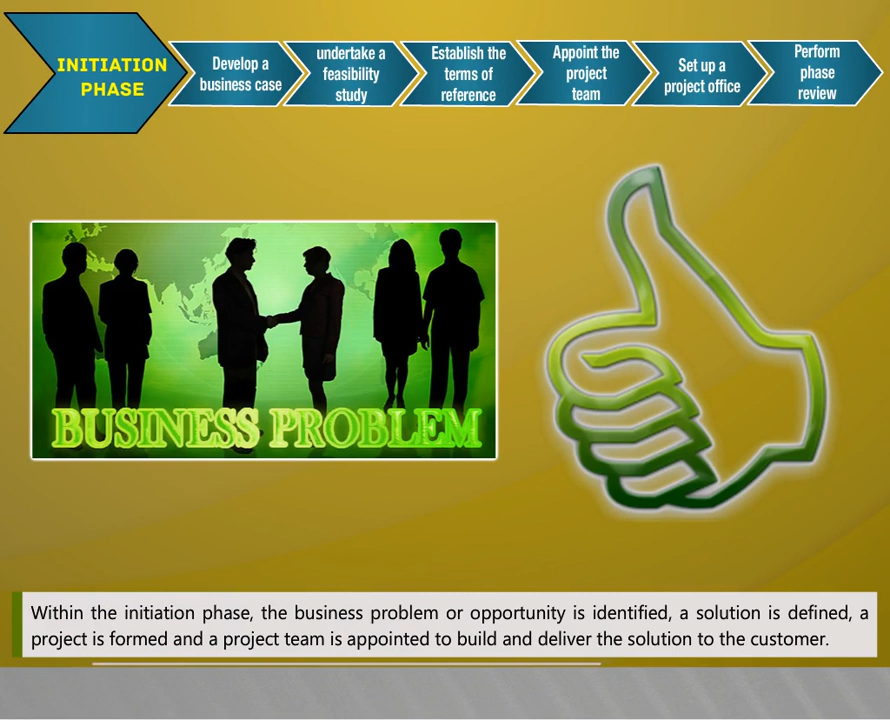 INITIATION
PHASE
Develop a
business case
undertake a
feasibility
study
Establish the
terms of
reference
Appoint the
project
team
Set up a
project office
Perform
phase
review
BUSINESS PROBLEM
Within the initiation phase, the business problem or opportunity is identified, a solution is defined, a
project is formed and a project team is appointed to build and deliver the solution to the customer.